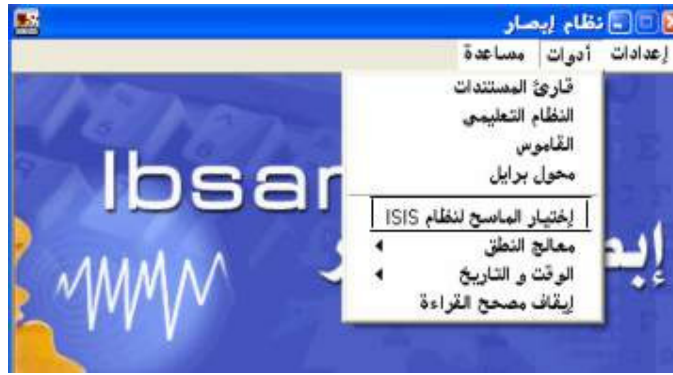 نظام إبصار
إعدادات أدوات مساعدة
قارئ المستندات
النظام التعليمي
القاموس
محول برايل
إختيار الماسح لنظام ISIS
معالج النطق
الوقت و التاريخ
إيقاف مصحح القراءة
Ibsar